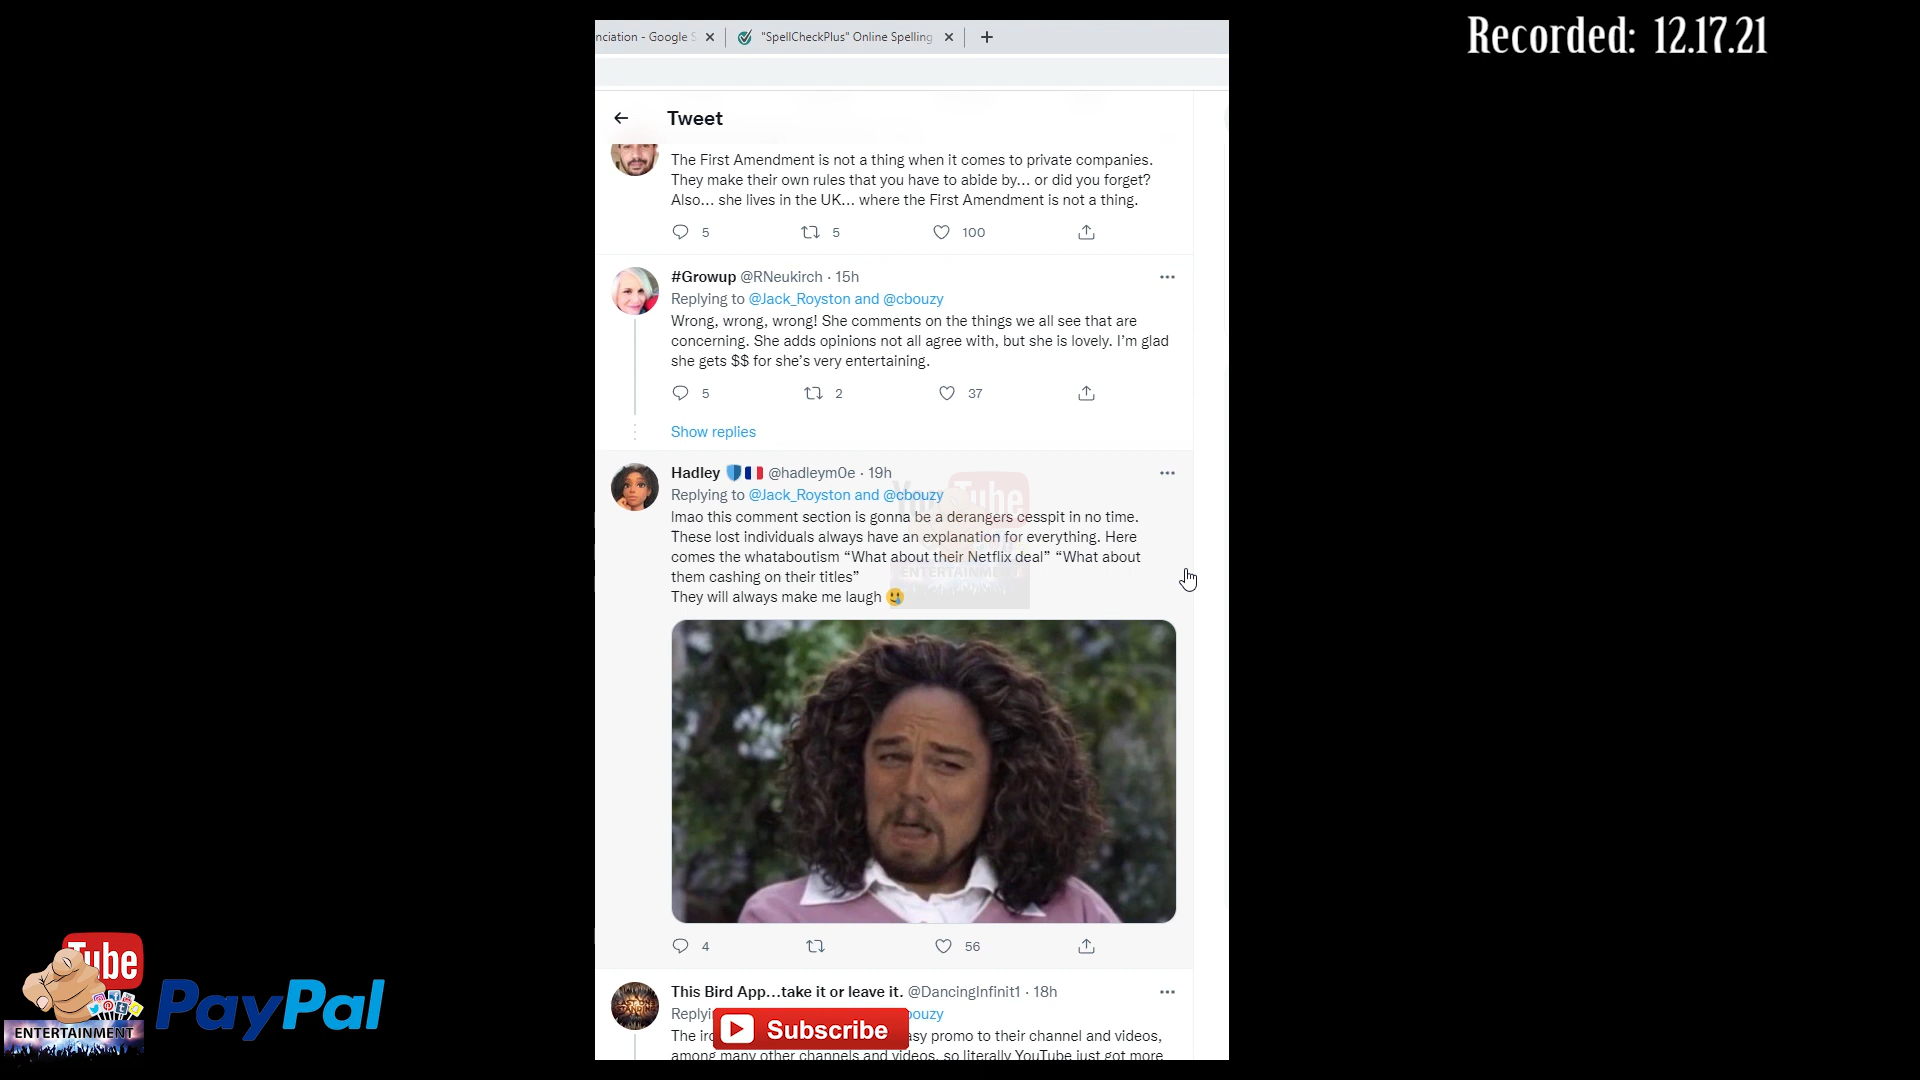 Recorded: 12.17.21
nciation - Google S
"SpellCheckPlus" Online Spelling
Tweet
The First Amendment is not a thing when it comes to private companies.
They make their own rules that you have to abide by... or did you forget?
Also... she lives in the UK... where the First Amendment is not a thing.
5 5 100
#Growup @RNeukirch · 15h
Replying to @Jack_Royston and @cbouzy
Wrong, wrong, wrong! She comments on the things we all see that are
concerning. She adds opinions not all agree with, but she is lovely. I'm glad
she gets $$ for she's very entertaining.
5 2 37
Show replies
Hadley @hadleym0e · 19h
Replying to @Jack_Royston and @cbouzy
lmao this comment section is gonna be a derangers cesspit in no time.
These lost individuals always have an explanation for everything. Here
comes the whataboutism “What about their Netflix deal” “What about
them cashing on their titles”
They will always make me laugh
4 56
This Bird App...take it or leave it. @DancingInfinit1 · 18h
asy promo to their channel and videos,
among many other channels and videos, so literally YouTube just got more
Subscribe
Tube
ENTERTAINMENT
PayPal